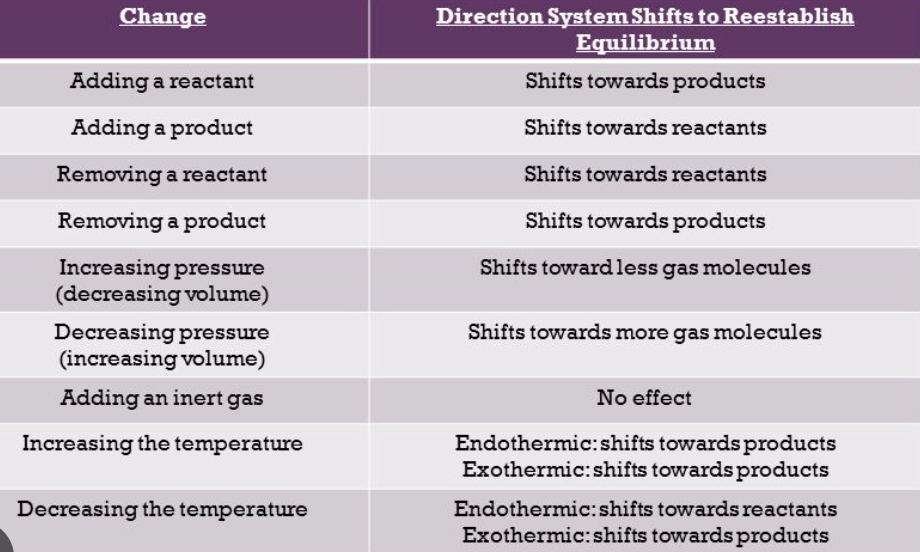 Change
Direction System Shifts to Reestablish
Equilibrium
Adding a reactant
Shifts towards products
Adding a product
Shifts towards reactants
Removing a reactant
Shifts towards reactants
Removing a product
Shifts towards products
Increasing pressure
(decreasing volume)
Shifts toward less gas molecules
Decreasing pressure
(increasing volume)
Shifts towards more gas molecules
Adding an inert gas
No effect
Increasing the temperature
Endothermic: shifts towards products
Exothermic: shifts towards products
Decreasing the temperature
Endothermic: shifts towards reactants
Exothermic: shifts towards products